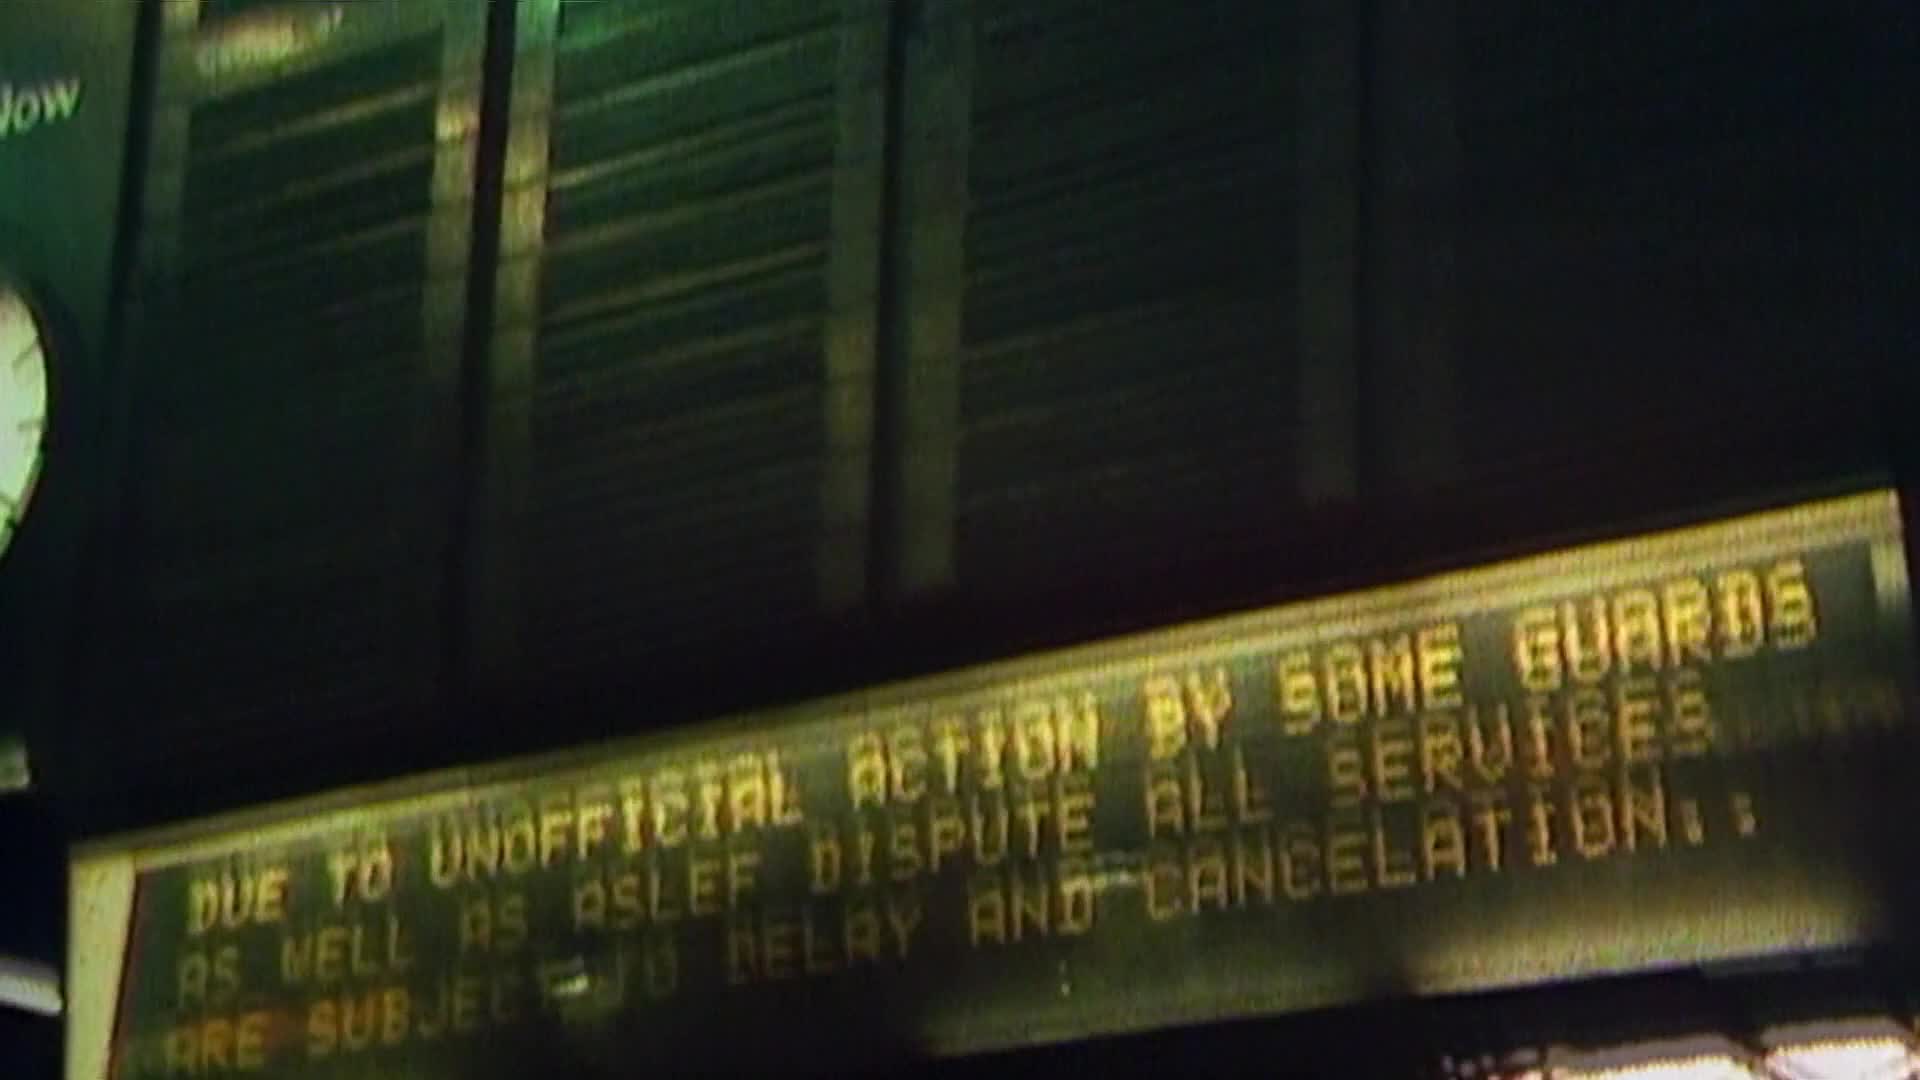 Now
DUE TO UNOFFICIAL ACTION BY SOME GUARDS
AS WELL AS ASLEF DISPUTE ALL SERVICES
ARE SUBJECT TO DELAY AND CANCELATION..